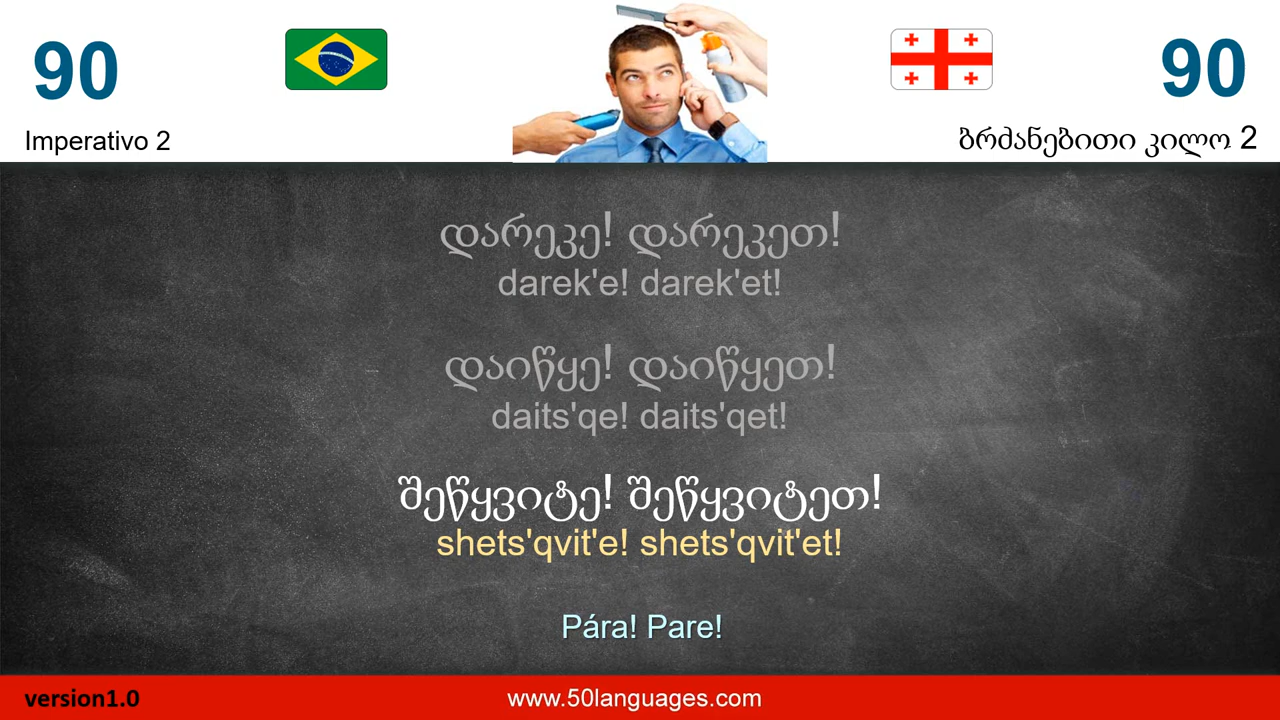 90
90
Imperativo 2
ბრძანებითი კილო 2
დარეკე! დარეკეთ!
darek'e! darek'et!
დაიწყე! დაიწყეთ!
daits'qe! daits'qet!
შეწყვიტე! შეწყვიტეთ!
shets'qvit'e! shets'qvit'et!
Pára! Pare!
version1.0
www.50languages.com